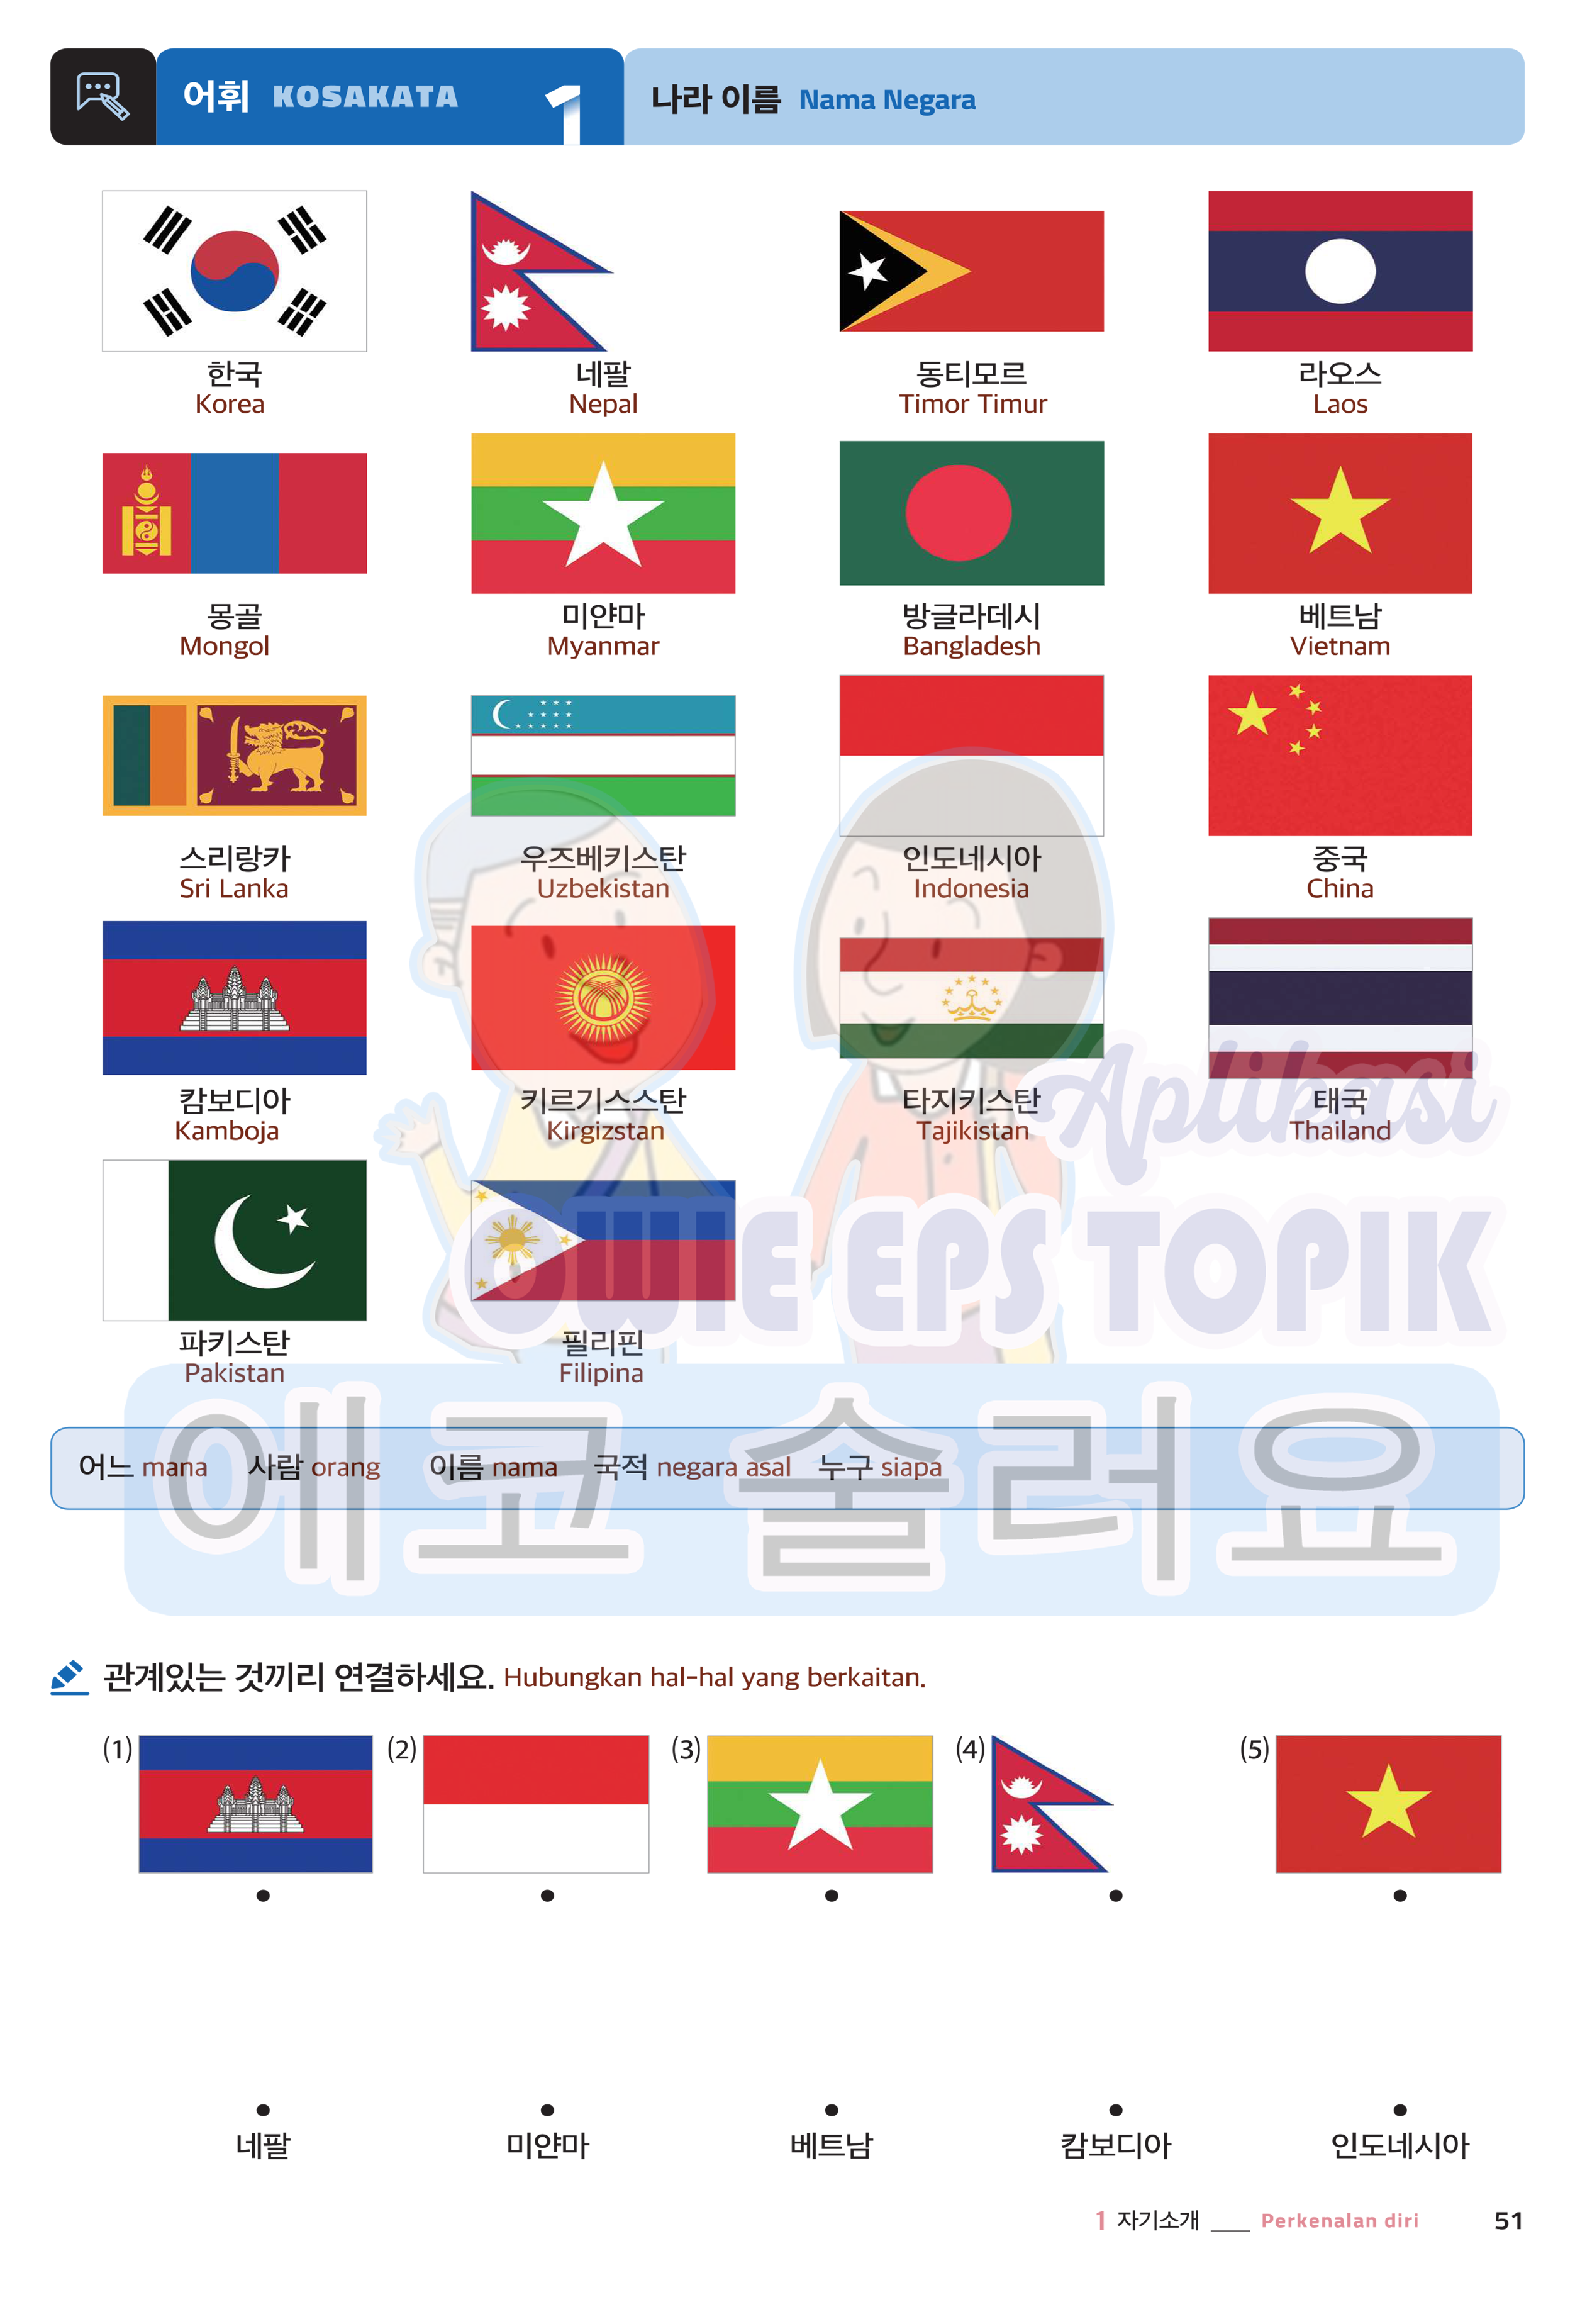 어휘 KOSAKATA 1 나라 이름 Nama Negara
한국 네팔 동티모르 라오스
Korea Nepal Timor Timur Laos
몽골 미얀마 방글라데시 베트남
Mongol Myanmar Bangladesh Vietnam
스리랑카 우즈베키스탄 인도네시아 중국
Sri Lanka Uzbekistan Indonesia China
캄보디아 키르기스스탄 타지키스탄 태국
Kamboja Kirgizstan Tajikistan Thailand
Aplikasi
OWIE EPS TOPIK
파키스탄 필리핀
Pakistan Filipina
에코 솔러요
어느 mana 사람 orang 이름 nama 국적 negara asal 누구 siapa
관계있는 것끼리 연결하세요. Hubungkan hal-hal yang berkaitan.
(1) (2) (3) (4) (5)
네팔 미얀마 베트남 캄보디아 인도네시아
1 자기소개 ___ Perkenalan diri 51